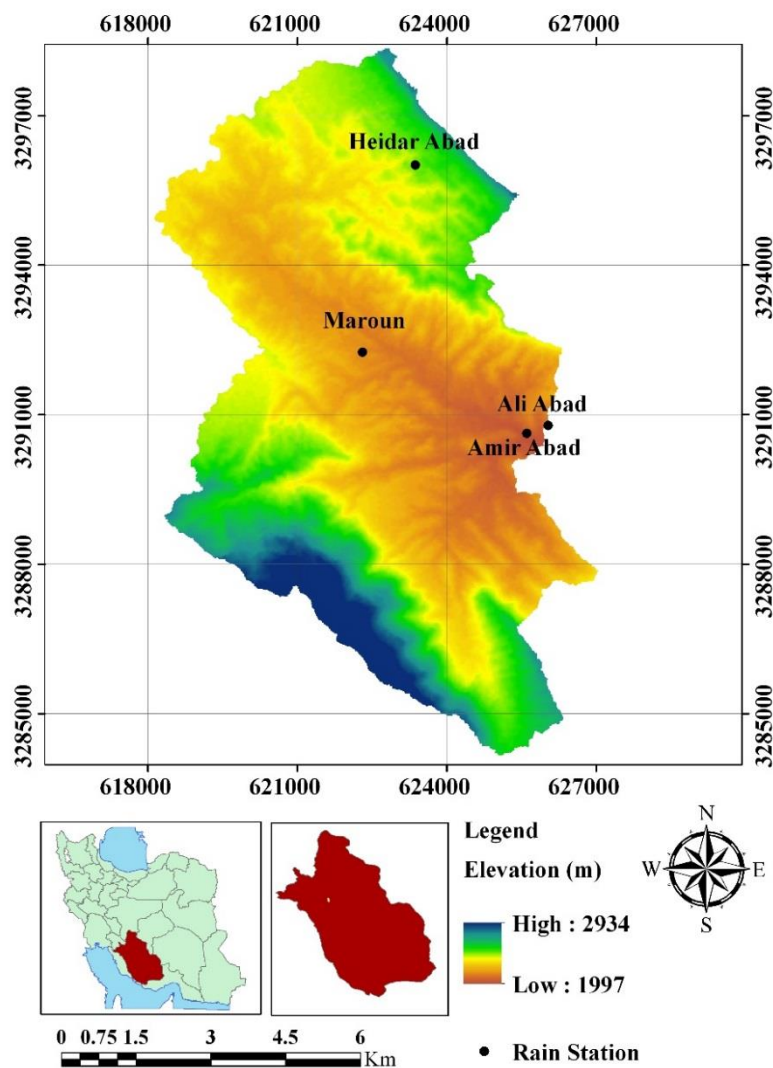 618000 621000 624000 627000
3297000 3297000
Heidar Abad
3294000 3294000
Maroun
Ali Abad
3291000 3291000
Amir Abad
3288000 3288000
3285000 3285000
618000 621000 624000 627000
Legend
Elevation (m)
High : 2934
Low : 1997
N
W E
S
0 0.75 1.5 3 4.5 6
Km
Rain Station